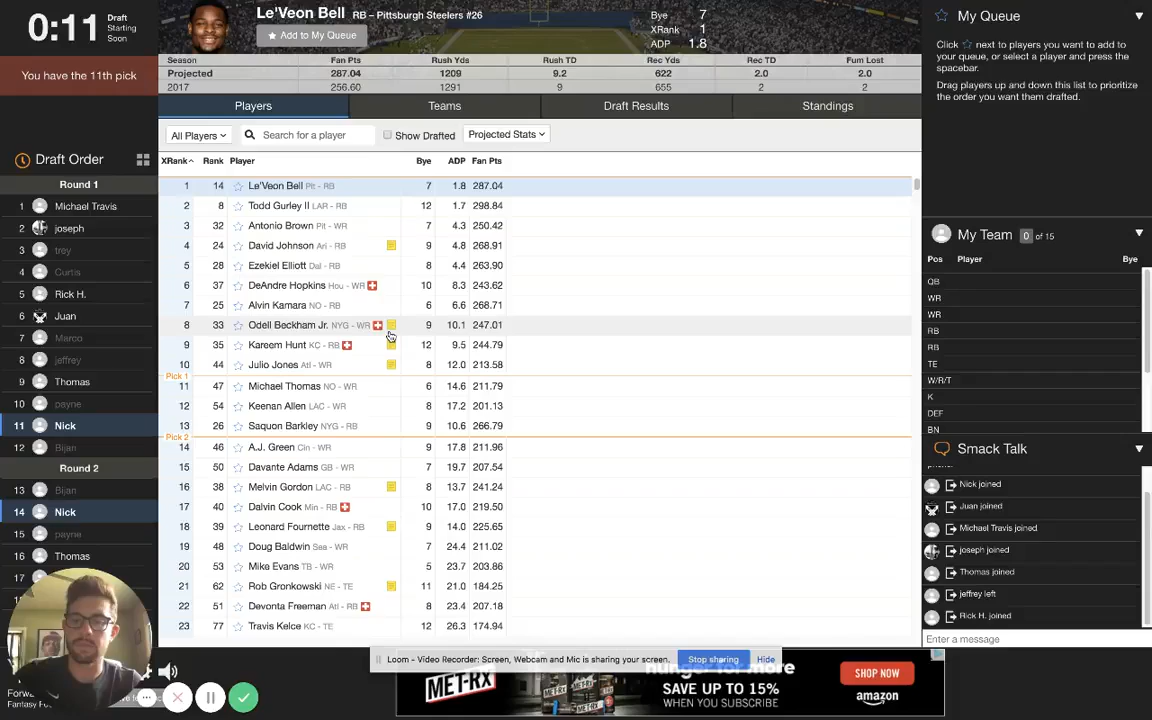 0:11
Draft
Starting
Soon
You have the 11th pick
Draft Order
Round 1
1 Michael Travis
2 joseph
3 trey
4 Curtis
5 Rick H.
6 Juan
7 Marco
8 jeffrey
9 Thomas
10 payne
11 Nick
12 Bijan
Round 2
13 Bijan
14 Nick
15 payne
16 Thomas
17
Le'Veon Bell RB – Pittsburgh Steelers #26
★ Add to My Queue
Bye 7
XRank 1
ADP 1.8
Season Fan Pts Rush Yds Rush TD Rec Yds Rec TD Fum Lost
Projected 287.04 1209 9.2 622 2.0 2.0
2017 256.60 1291 9 655 2 2
Players Teams Draft Results Standings
All Players Search for a player Show Drafted Projected Stats
XRank Rank Player Bye ADP Fan Pts
1 14 Le'Veon Bell Pit - RB 7 1.8 287.04
2 8 Todd Gurley II LAR - RB 12 1.7 298.84
3 32 Antonio Brown Pit - WR 7 4.3 250.42
4 24 David Johnson Ari - RB 9 4.8 268.91
5 28 Ezekiel Elliott Dal - RB 8 4.4 263.90
6 37 DeAndre Hopkins Hou - WR 10 8.3 243.62
7 25 Alvin Kamara NO - RB 6 6.6 268.71
8 33 Odell Beckham Jr. NYG - WR 9 10.1 247.01
9 35 Kareem Hunt KC - RB 12 9.5 244.79
10 44 Julio Jones Atl - WR 8 12.0 213.58
Pick 1
11 47 Michael Thomas NO - WR 6 14.6 211.79
12 54 Keenan Allen LAC - WR 8 17.2 201.13
13 26 Saquon Barkley NYG - RB 9 10.6 266.79
Pick 2
14 46 A.J. Green Cin - WR 9 17.8 211.96
15 50 Davante Adams GB - WR 7 19.7 207.54
16 38 Melvin Gordon LAC - RB 8 13.7 241.24
17 40 Dalvin Cook Min - RB 10 17.0 219.50
18 39 Leonard Fournette Jax - RB 9 14.0 225.65
19 48 Doug Baldwin Sea - WR 7 24.4 211.02
20 53 Mike Evans TB - WR 5 23.7 203.86
21 62 Rob Gronkowski NE - TE 11 21.0 184.25
22 51 Devonta Freeman Atl - RB 8 23.4 207.18
23 77 Travis Kelce KC - TE 12 26.3 174.94
Loom – Video Recorder: Screen, Webcam and Mic is sharing your screen. Stop sharing Hide
MET-RX
hunger for more
SAVE UP TO 15%
WHEN YOU SUBSCRIBE
SHOP NOW
amazon
My Queue
Click ☆ next to players you want to add to
your queue, or select a player and press the
spacebar.
Drag players up and down this list to prioritize
the order you want them drafted.
My Team 0 of 15
Pos Player Bye
QB
WR
WR
RB
RB
TE
W/R/T
K
DEF
BN
Smack Talk
Nick joined
Juan joined
Michael Travis joined
joseph joined
Thomas joined
jeffrey left
Rick H. joined
Enter a message